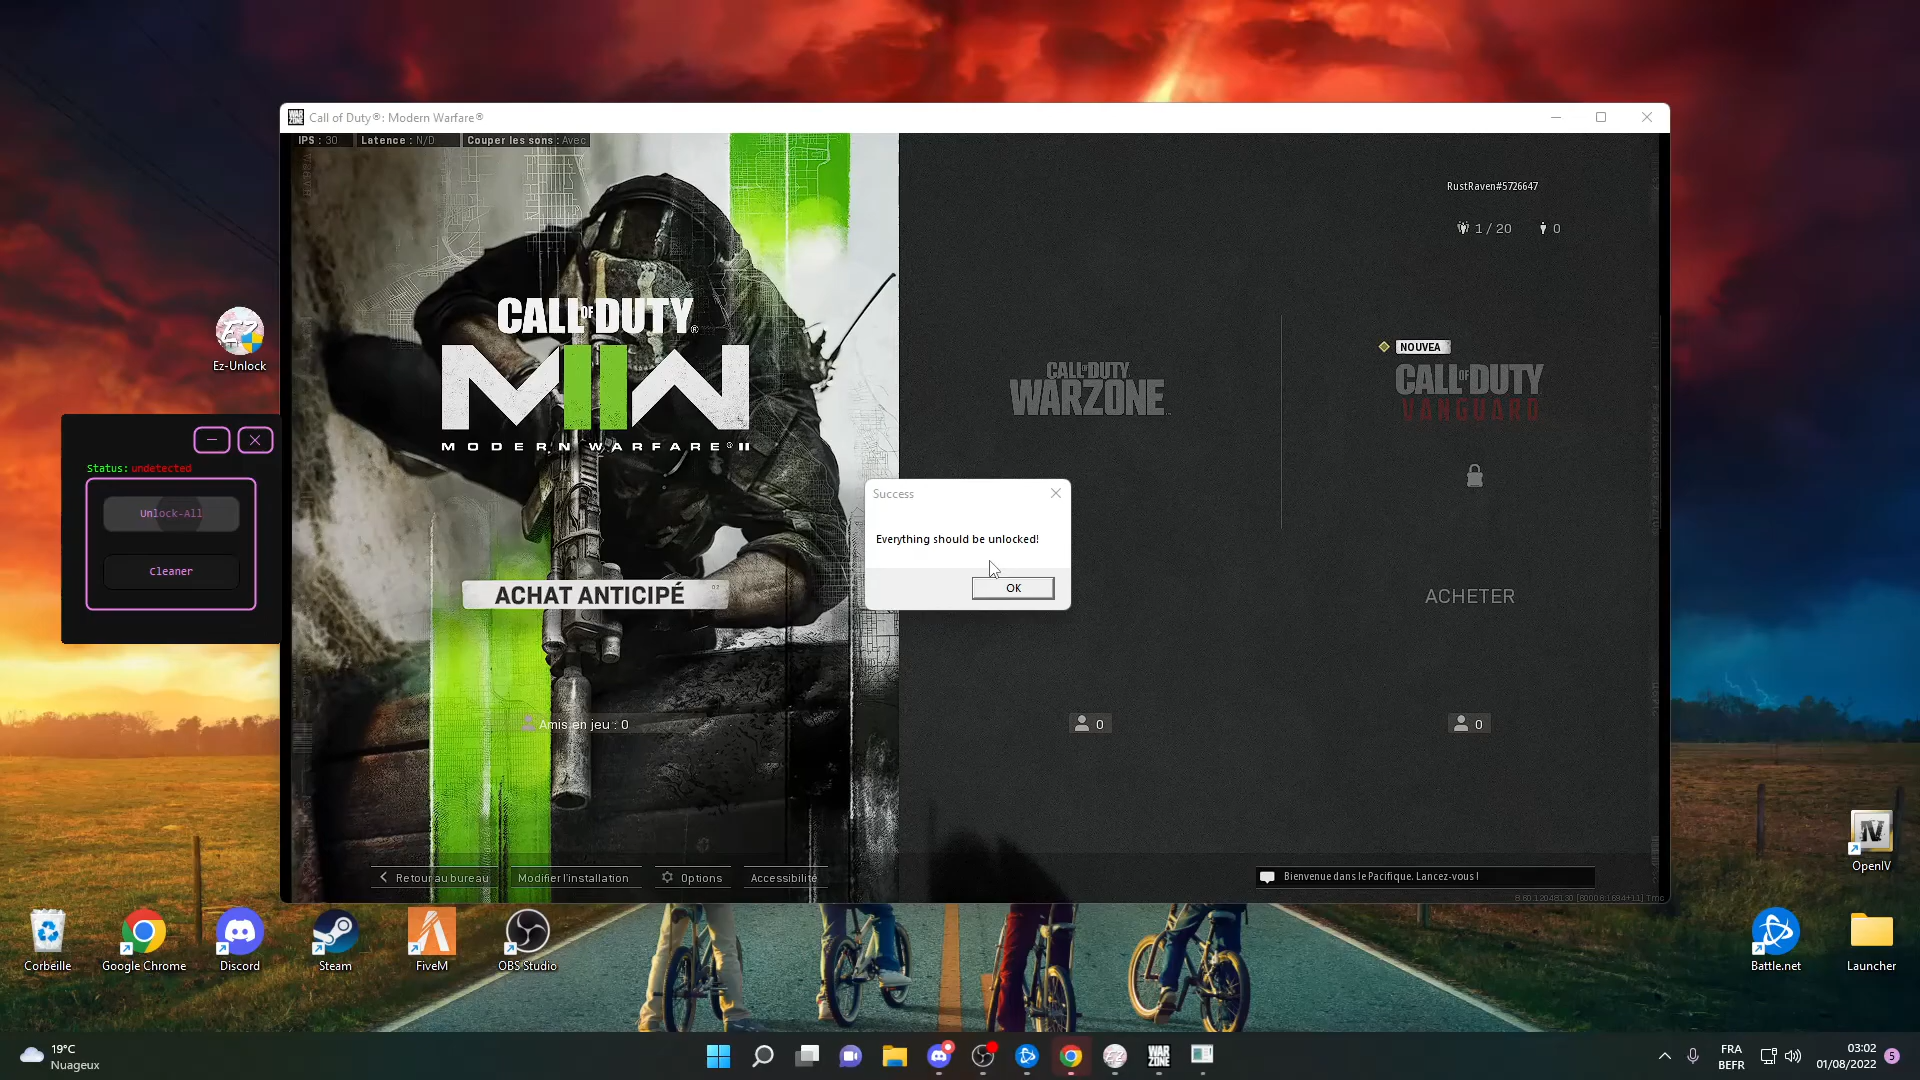 Call of Duty®: Modern Warfare®
IPS : 30
Latence : N/D
Couper les sons : Avec
RustRaven#5726647
1 / 20
0
CALL OF DUTY®
MIIW
MODERN WARFARE® II
CALL OF DUTY
WARZONE™
NOUVEA
CALL OF DUTY
VANGUARD
Ez-Unlock
Status: undetected
Unlock-All
Cleaner
Success
Everything should be unlocked!
OK
ACHAT ANTICIPÉ
ACHETER
Amis en jeu : 0
0
0
Retour au bureau
Modifier l'installation
Options
Accessibilité
Bienvenue dans le Pacifique. Lancez-vous !
OpenIV
Corbeille
Google Chrome
Discord
Steam
FiveM
OBS Studio
Battle.net
Launcher
19°C
Nuageux
WAR
ZONE
FRA
BEFR
03:02
01/08/2022
5